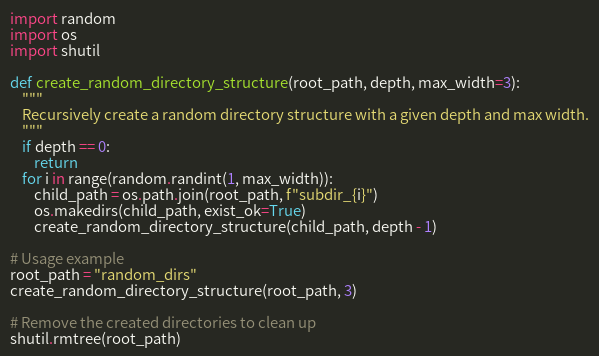 import random
import os
import shutil

def create_random_directory_structure(root_path, depth, max_width=3):
    """
    Recursively create a random directory structure with a given depth and max width.
    """
    if depth == 0:
        return
    for i in range(random.randint(1, max_width)):
        child_path = os.path.join(root_path, f"subdir_{i}")
        os.makedirs(child_path, exist_ok=True)
        create_random_directory_structure(child_path, depth - 1)

# Usage example
root_path = "random_dirs"
create_random_directory_structure(root_path, 3)

# Remove the created directories to clean up
shutil.rmtree(root_path)